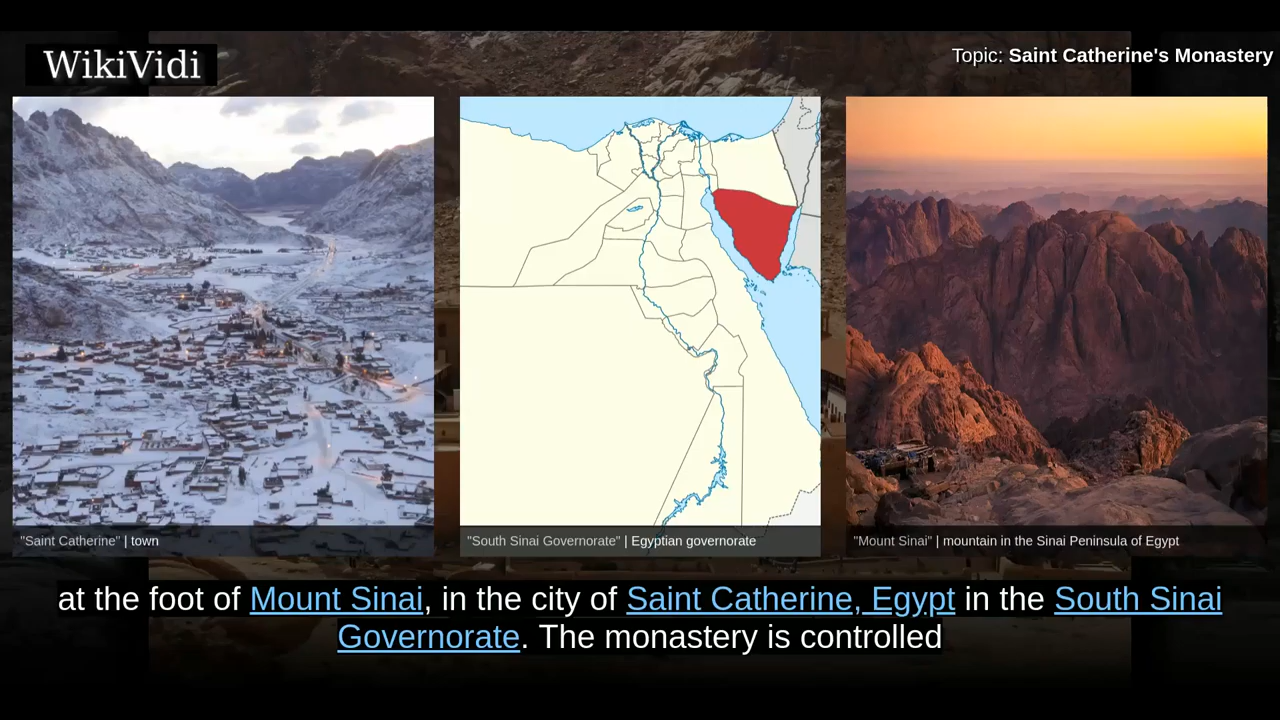 WikiVidi
Topic: Saint Catherine's Monastery
"Saint Catherine" | town
"South Sinai Governorate" | Egyptian governorate
"Mount Sinai" | mountain in the Sinai Peninsula of Egypt
at the foot of Mount Sinai, in the city of Saint Catherine, Egypt in the South Sinai
Governorate. The monastery is controlled